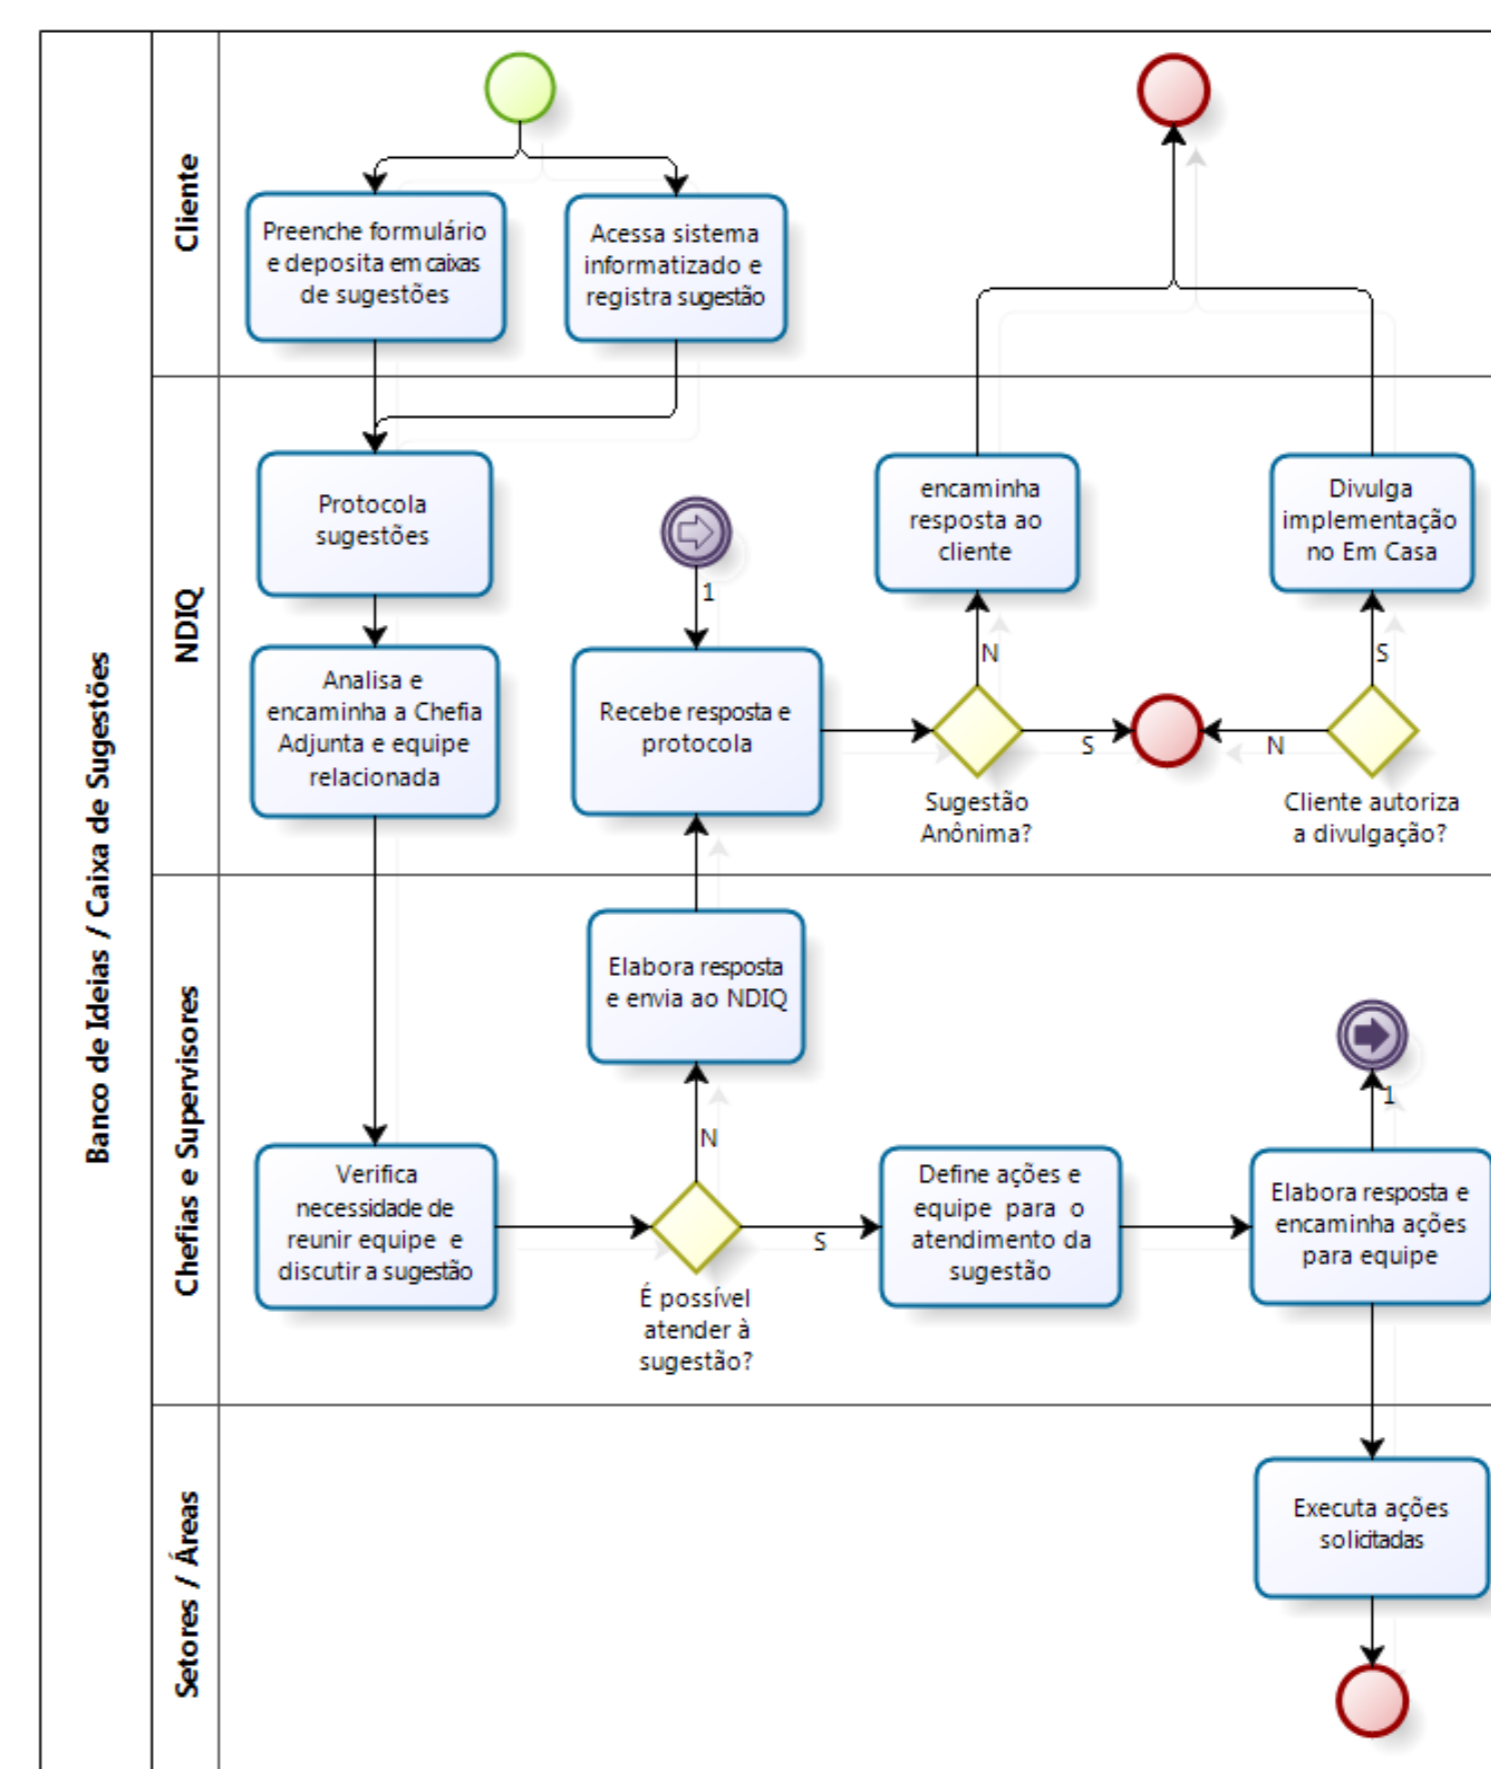 Banco de Ideias / Caixa de Sugestões
Cliente
Preenche formulário
e deposita em caixas
de sugestões
Acessa sistema
informatizado e
registra sugestão
NDIQ
Protocola
sugestões
Analisa e
encaminha a Chefia
Adjunta e equipe
relacionada
1
Recebe resposta e
protocola
encaminha
resposta ao
cliente
N
S
Sugestão
Anônima?
Divulga
implementação
no Em Casa
S
N
Cliente autoriza
a divulgação?
Chefias e Supervisores
Verifica
necessidade de
reunir equipe e
discutir a sugestão
Elabora resposta
e envia ao NDIQ
N
S
É possível
atender à
sugestão?
Define ações e
equipe para o
atendimento da
sugestão
1
Elabora resposta e
encaminha ações
para equipe
Setores / Áreas
Executa ações
solicitadas